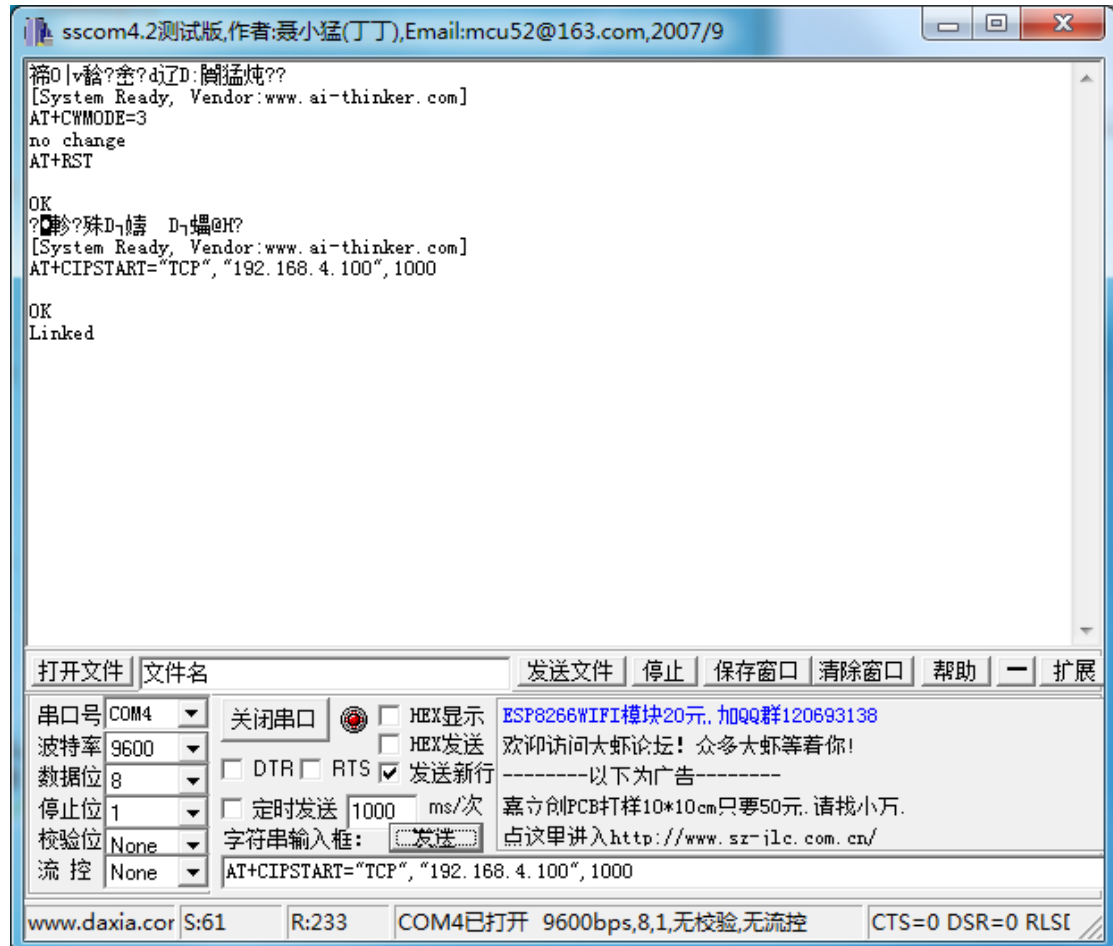 sscom4.2测试版,作者:聂小猛(丁丁),Email:mcu52@163.com,2007/9
[System Ready, Vendor:www.ai-thinker.com]
AT+CWMODE=3
no change
AT+RST
OK
[System Ready, Vendor:www.ai-thinker.com]
AT+CIPSTART="TCP","192.168.4.100",1000
OK
Linked
打开文件 文件名 发送文件 停止 保存窗口 清除窗口 帮助 一 扩展
串口号 COM4 关闭串口 HEX显示 ESP8266WIFI模块20元,加QQ群120693138
波特率 9600 HEX发送 欢迎访问大虾论坛！众多大虾等着你!
数据位 8 DTR RTS 发送新行 --------以下为广告--------
停止位 1 定时发送 1000 ms/次 嘉立创PCB打样10*10cm只要50元.请找小万.
校验位 None 字符串输入框： 发送 点这里进入http://www.sz-jlc.com.cn/
流 控 None AT+CIPSTART="TCP","192.168.4.100",1000
www.daxia.cor S:61 R:233 COM4已打开 9600bps,8,1,无校验,无流控 CTS=0 DSR=0 RLSI